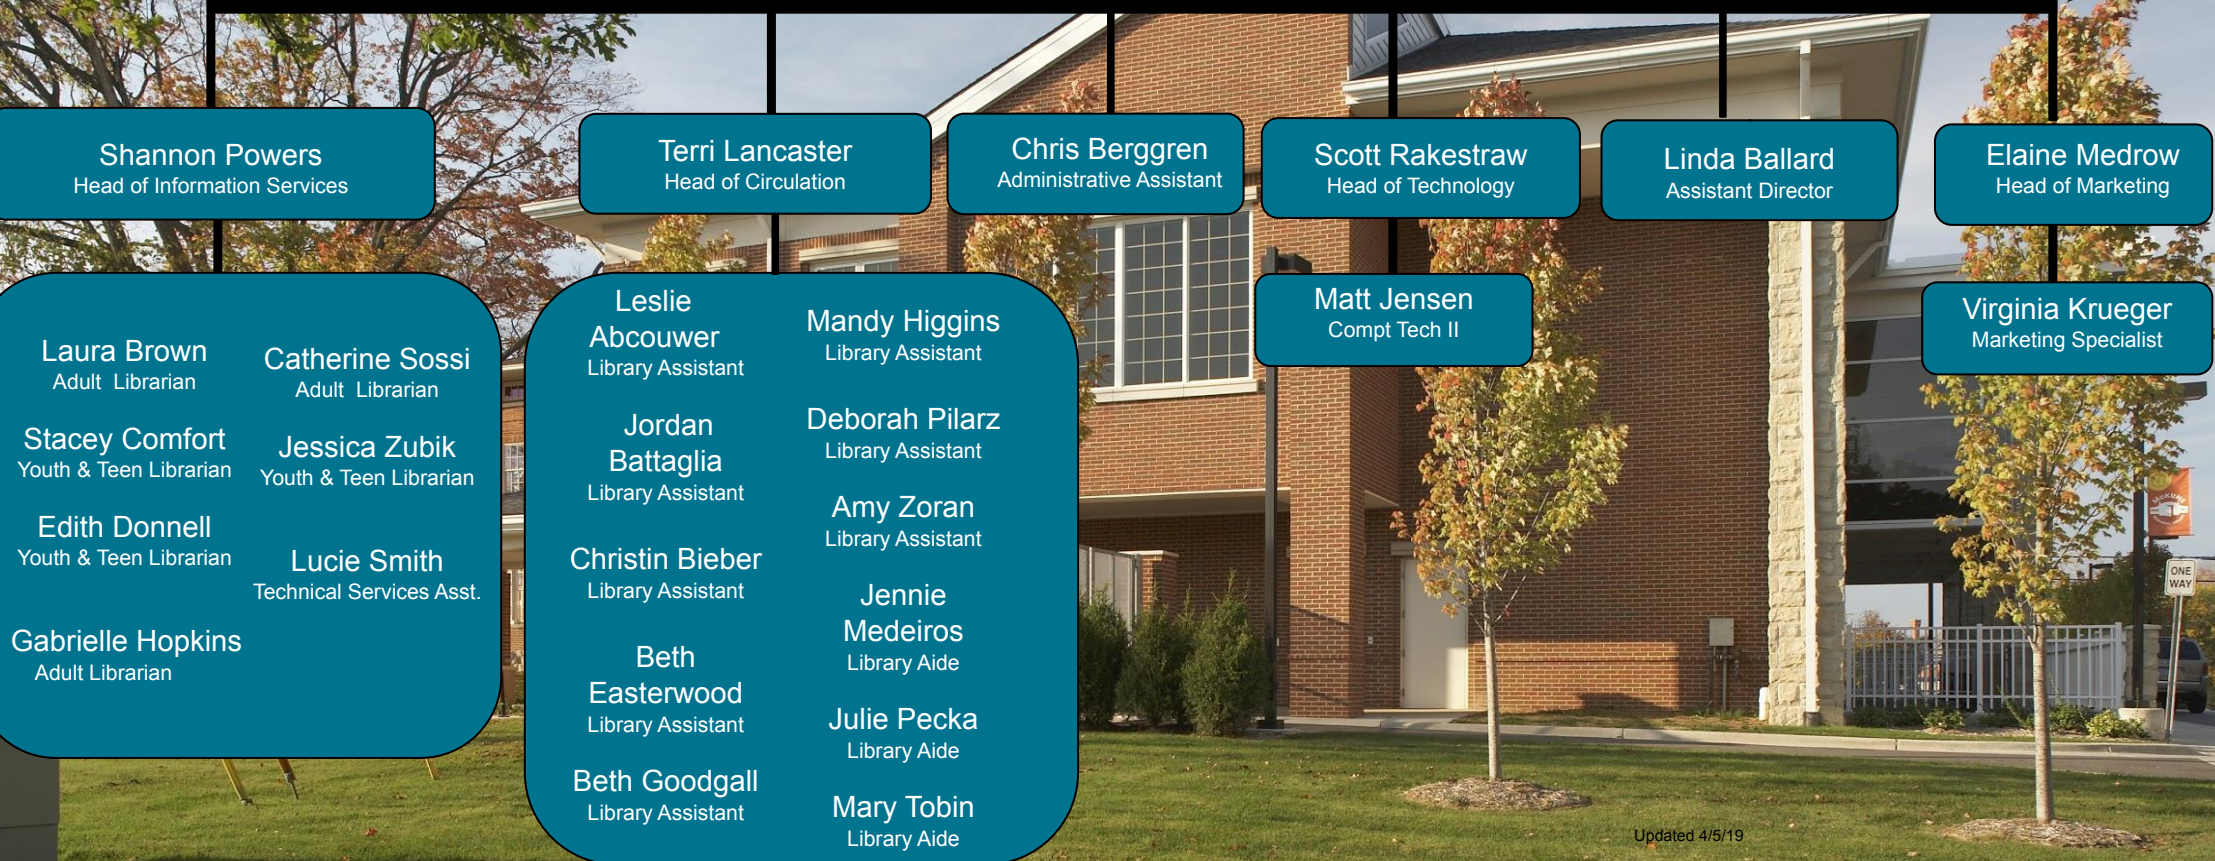 Shannon Powers
Head of Information Services
Terri Lancaster
Head of Circulation
Chris Berggren
Administrative Assistant
Scott Rakestraw
Head of Technology
Linda Ballard
Assistant Director
Elaine Medrow
Head of Marketing
Laura Brown
Adult Librarian
Stacey Comfort
Youth & Teen Librarian
Edith Donnell
Youth & Teen Librarian
Gabrielle Hopkins
Adult Librarian
Catherine Sossi
Adult Librarian
Jessica Zubik
Youth & Teen Librarian
Lucie Smith
Technical Services Asst.
Leslie
Abcouwer
Library Assistant
Jordan
Battaglia
Library Assistant
Christin Bieber
Library Assistant
Beth
Easterwood
Library Assistant
Beth Goodgall
Library Assistant
Mandy Higgins
Library Assistant
Deborah Pilarz
Library Assistant
Amy Zoran
Library Assistant
Jennie
Medeiros
Library Aide
Julie Pecka
Library Aide
Mary Tobin
Library Aide
Matt Jensen
Compt Tech II
Virginia Krueger
Marketing Specialist
ONE
WAY
Updated 4/5/19